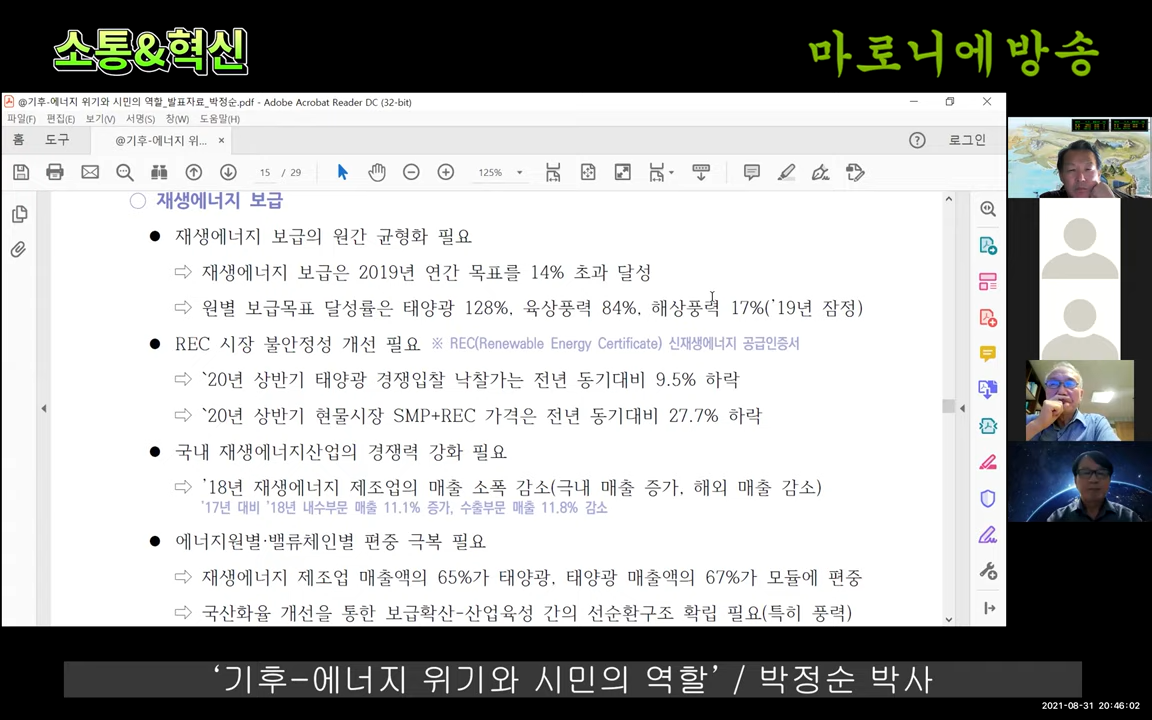 소통&혁신
마로니에방송
@기후-에너지 위기와 시민의 역할_발표자료_박정순.pdf - Adobe Acrobat Reader DC (32-bit)
파일(F) 편집(E) 보기(V) 서명(S) 창(W) 도움말(H)
홈 도구 @기후-에너지 위... × 로그인
15 / 29 125%
○ 재생에너지 보급
● 재생에너지 보급의 원간 균형화 필요
⇨ 재생에너지 보급은 2019년 연간 목표를 14% 초과 달성
⇨ 원별 보급목표 달성률은 태양광 128%, 육상풍력 84%, 해상풍력 17%('19년 잠정)
● REC 시장 불안정성 개선 필요 ※ REC(Renewable Energy Certificate) 신재생에너지 공급인증서
⇨ `20년 상반기 태양광 경쟁입찰 낙찰가는 전년 동기대비 9.5% 하락
⇨ `20년 상반기 현물시장 SMP+REC 가격은 전년 동기대비 27.7% 하락
● 국내 재생에너지산업의 경쟁력 강화 필요
⇨ '18년 재생에너지 제조업의 매출 소폭 감소(극내 매출 증가, 해외 매출 감소)
'17년 대비 '18년 내수부문 매출 11.1% 증가, 수출부문 매출 11.8% 감소
● 에너지원별·밸류체인별 편중 극복 필요
⇨ 재생에너지 제조업 매출액의 65%가 태양광, 태양광 매출액의 67%가 모듈에 편중
⇨ 국산화율 개선을 통한 보급확산-산업육성 간의 선순환구조 확립 필요(특히 풍력)
‘기후-에너지 위기와 시민의 역할’ / 박정순 박사
2021-08-31 20:46:02